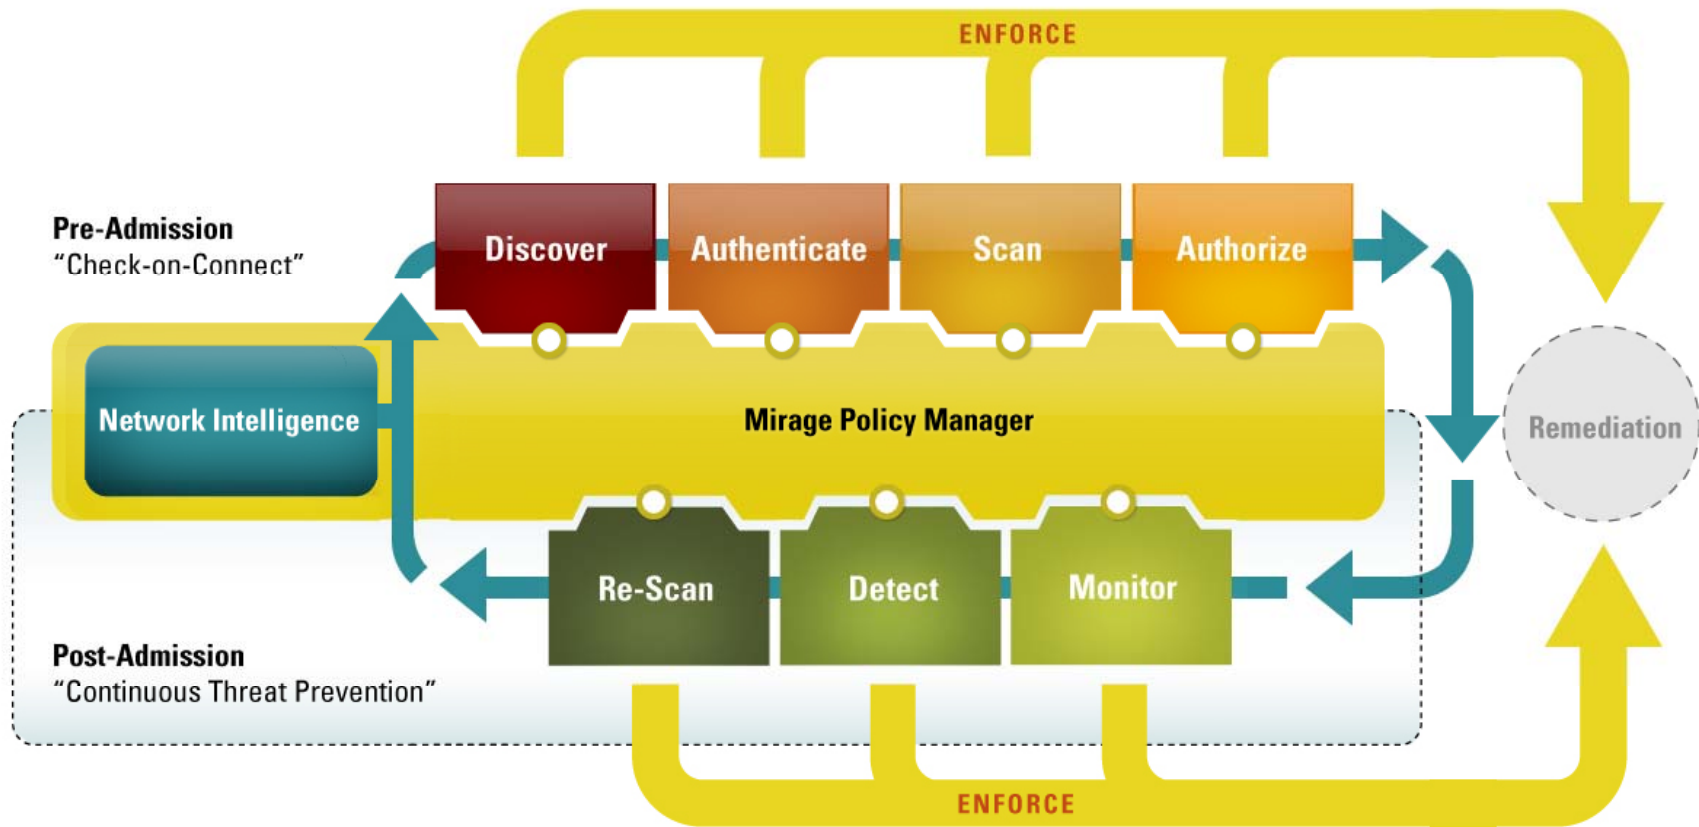 ENFORCE
Pre-Admission
“Check-on-Connect”
Discover
Authenticate
Scan
Authorize
Network Intelligence
Mirage Policy Manager
Remediation
Re-Scan
Detect
Monitor
Post-Admission
“Continuous Threat Prevention”
ENFORCE